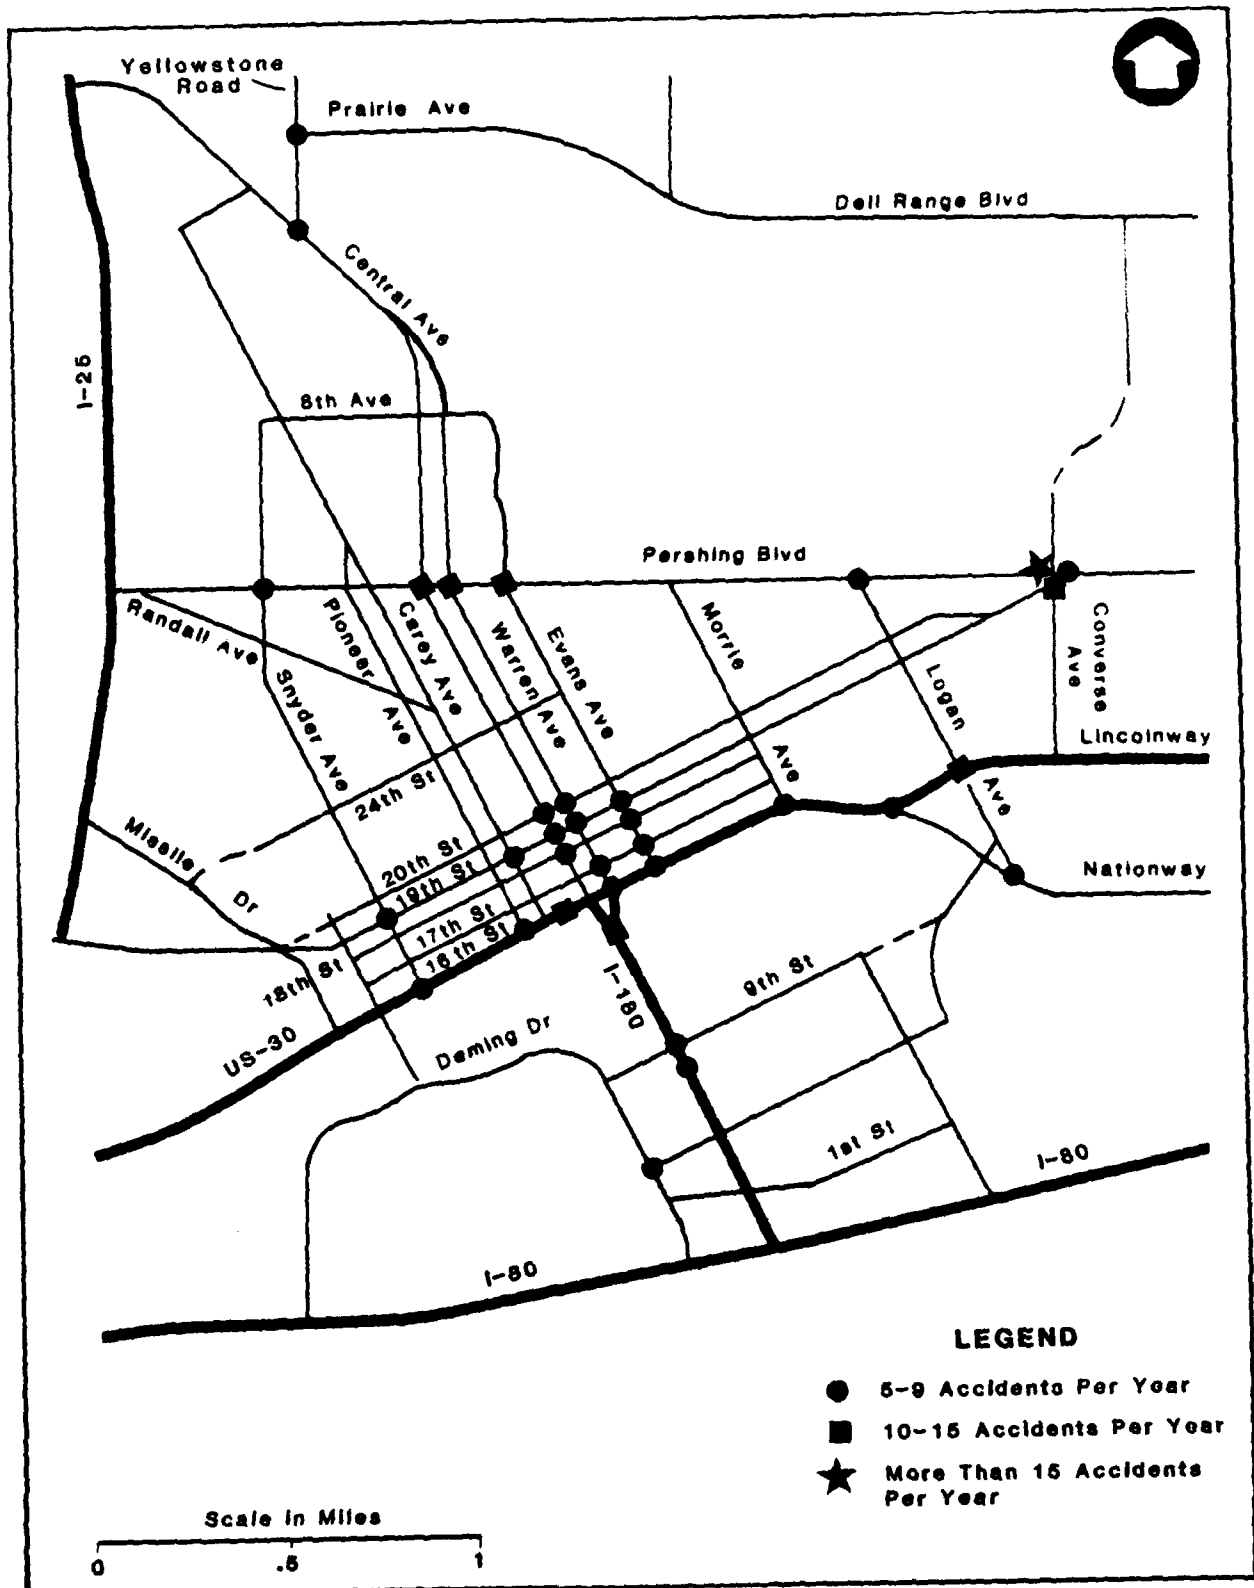 Yellowstone
Road
Prairie Ave
Dell Range Blvd
Central Ave
I-25
8th Ave
Pershing Blvd
Randall Ave
Pioneer
Ave
Carey Ave
Warren Ave
Evans Ave
Morrie
Ave
Logan
Ave
Converse
Ave
Snyder Ave
Lincolnway
24th St
Missile
Dr
20th St
19th St
18th St
17th St
16th St
Nationway
US-30
I-180
9th St
Deming Dr
1st St
I-80
I-80
LEGEND
5-9 Accidents Per Year
10-15 Accidents Per Year
More Than 15 Accidents
Per Year
Scale in Miles
0
.5
1